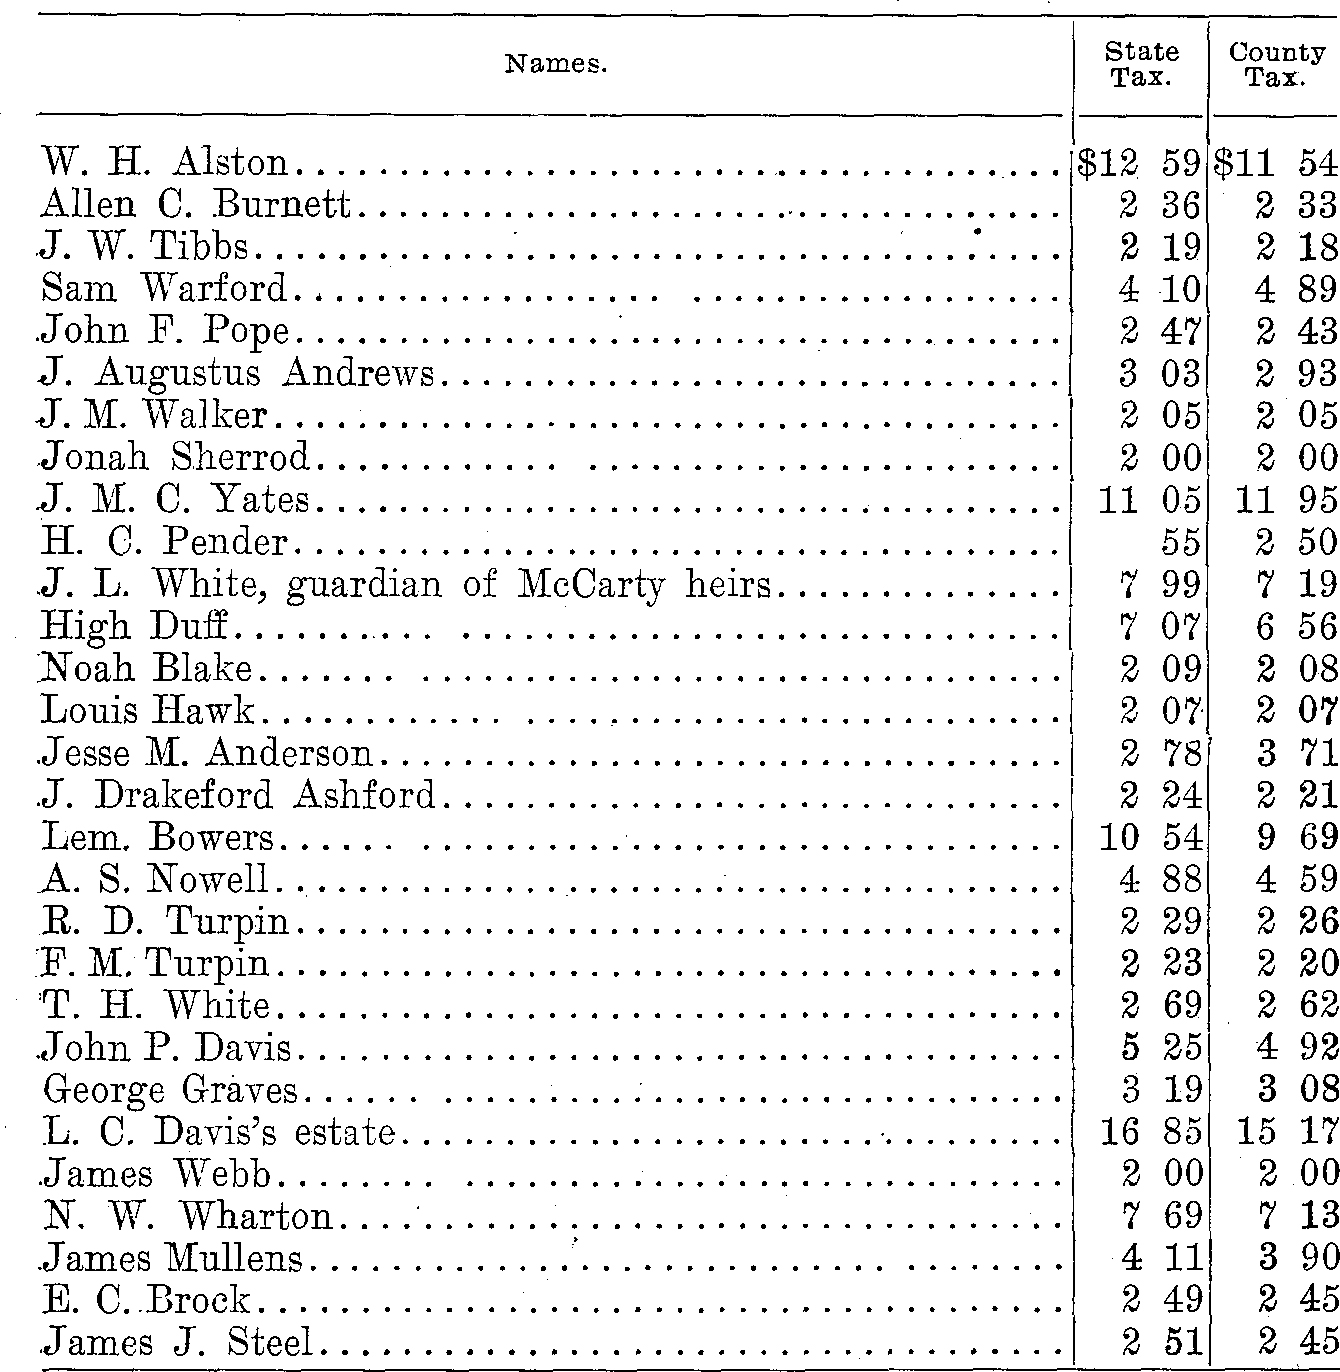 Names. State Tax. County Tax.
W. H. Alston $12 59 $11 54
Allen C. Burnett 2 36 2 33
J. W. Tibbs 2 19 2 18
Sam Warford 4 10 4 89
John F. Pope 2 47 2 43
J. Augustus Andrews 3 03 2 93
J. M. Walker 2 05 2 05
Jonah Sherrod 2 00 2 00
J. M. C. Yates 11 05 11 95
H. C. Pender 55 2 50
J. L. White, guardian of McCarty heirs 7 99 7 19
High Duff 7 07 6 56
Noah Blake 2 09 2 08
Louis Hawk 2 07 2 07
Jesse M. Anderson 2 78 3 71
J. Drakeford Ashford 2 24 2 21
Lem. Bowers 10 54 9 69
A. S. Nowell 4 88 4 59
R. D. Turpin 2 29 2 26
F. M. Turpin 2 23 2 20
T. H. White 2 69 2 62
John P. Davis 5 25 4 92
George Graves 3 19 3 08
L. C. Davis's estate 16 85 15 17
James Webb 2 00 2 00
N. W. Wharton 7 69 7 13
James Mullens 4 11 3 90
E. C. Brock 2 49 2 45
James J. Steel 2 51 2 45